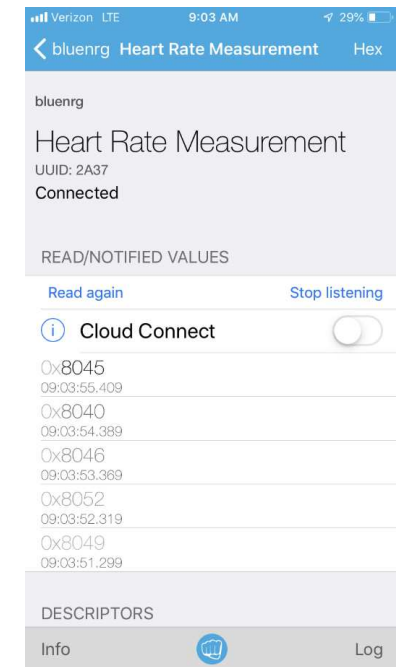 Verizon LTE 9:03 AM 29%
bluenrg Heart Rate Measurement Hex
bluenrg
Heart Rate Measurement
UUID: 2A37
Connected
READ/NOTIFIED VALUES
Read again Stop listening
i Cloud Connect
0x8045
09:03:55.409
0x8040
09:03:54.389
0x8046
09:03:53.369
0x8052
09:03:52.319
0x8049
09:03:51.299
DESCRIPTORS
Info Log